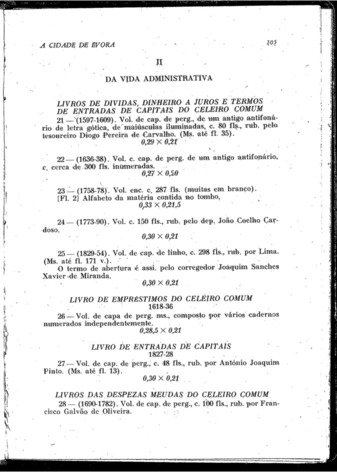 A CIDADE DE EVORA
II
DA VIDA ADMINISTRATIVA
LIVROS DE DIVIDAS, DINHEIRO A JUROS E TERMOS
DE ENTRADAS DE CAPITAIS DO CELEIRO COMUM
21 — (1597-1609). Vol. de cap. de perg., de um antigo antifoná-
rio de letra gótica, de maiúsculas iluminadas, c. 80 fls., rub. pelo
tesoureiro Diogo Pereira de Carvalho. (Ms. até fl. 35).
0,29 × 0,21
22 — (1636-38). Vol. c. cap. de perg. de um antigo antifonário,
c. cerca de 300 fls. inumeradas.
0,27 × 0,50
23 — (1758-78). Vol. enc. c. 287 fls. (muitas em branco).
[Fl. 2] Alfabeto da matéria contida no tombo,
0,33 × 0,21,5
24 — (1773-90). Vol. c. 150 fls., rub. pelo dep. João Coelho Car-
doso.
0,30 × 0,21
25 — (1829-54). Vol. de cap. de linho, c. 298 fls., rub. por Lima.
(Ms. até fl. 171 v.).
O termo de abertura é assi. pelo corregedor Joaquim Sanches
Xavier de Miranda.
0,30 × 0,21
LIVRO DE EMPRÉSTIMOS DO CELEIRO COMUM
1618-36
26 — Vol. de capa de perg. ms., composto por vários cadernos
numerados independentemente.
0,28,5 × 0,21
LIVRO DE ENTRADAS DE CAPITAIS
1827-28
27 — Vol. de cap. de perg., c. 48 fls., rub. por António Joaquim
Pinto. (Ms. até fl. 13).
0,30 × 0,21
LIVROS DAS DESPEZAS MEUDAS DO CELEIRO COMUM
28 — (1690-1782). Vol. de cap. de perg., c. 100 fls., rub. por Fran-
cisco Galvão de Oliveira.